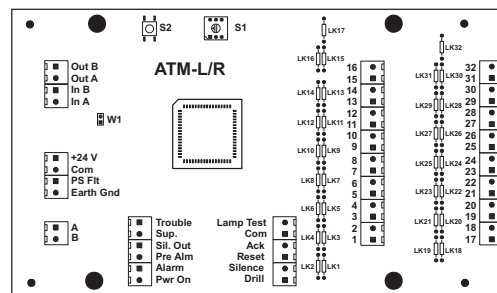 S2
S1
LK17
LK32
LK16 LK15
ATM-L/R
Out B
Out A
In B
In A
W1
+24 V
Com
PS Flt
Earth Gnd
A
B
Trouble
Sup.
Sil. Out
Pre Alm
Alarm
Pwr On
Lamp Test
Com
Ack
Reset
Silence
Drill
LK14 LK13
LK12 LK11
LK10 LK9
LK8 LK7
LK6 LK5
LK4 LK3
LK2 LK1
16
15
14
13
12
11
10
9
8
7
6
5
4
3
2
1
LK31 LK30
LK29 LK28
LK27 LK26
LK25 LK24
LK23 LK22
LK21 LK20
LK19 LK18
32
31
30
29
28
27
26
25
24
23
22
21
20
19
18
17